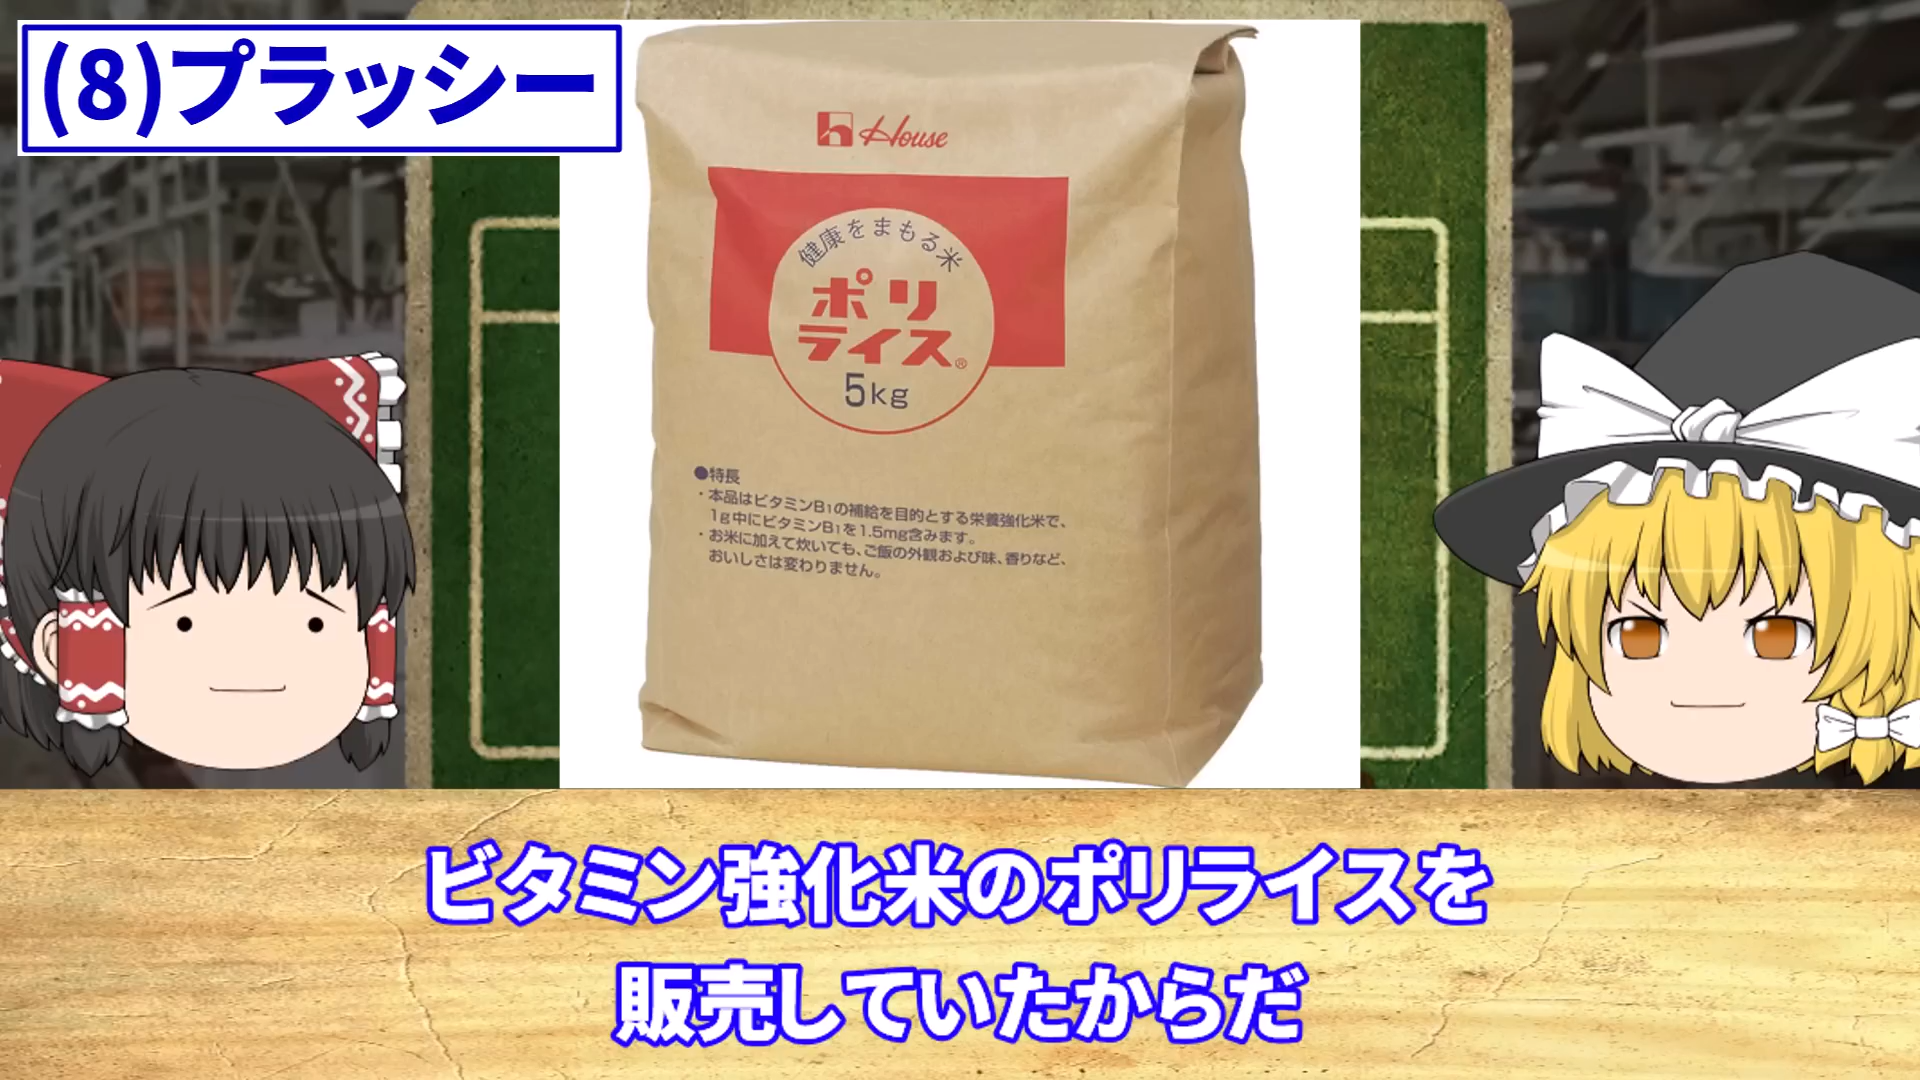 (8)プラッシー
House
健康をまもる米
ポリ
ライス®
5kg
●特長
・本品はビタミンB1の補給を目的とする栄養強化米で、
1g中にビタミンB1を1.5mg含みます。
・お米に加えて炊いても、ご飯の外観および味、香りなど、
おいしさは変わりません。
ビタミン強化米のポリライスを
販売していたからだ